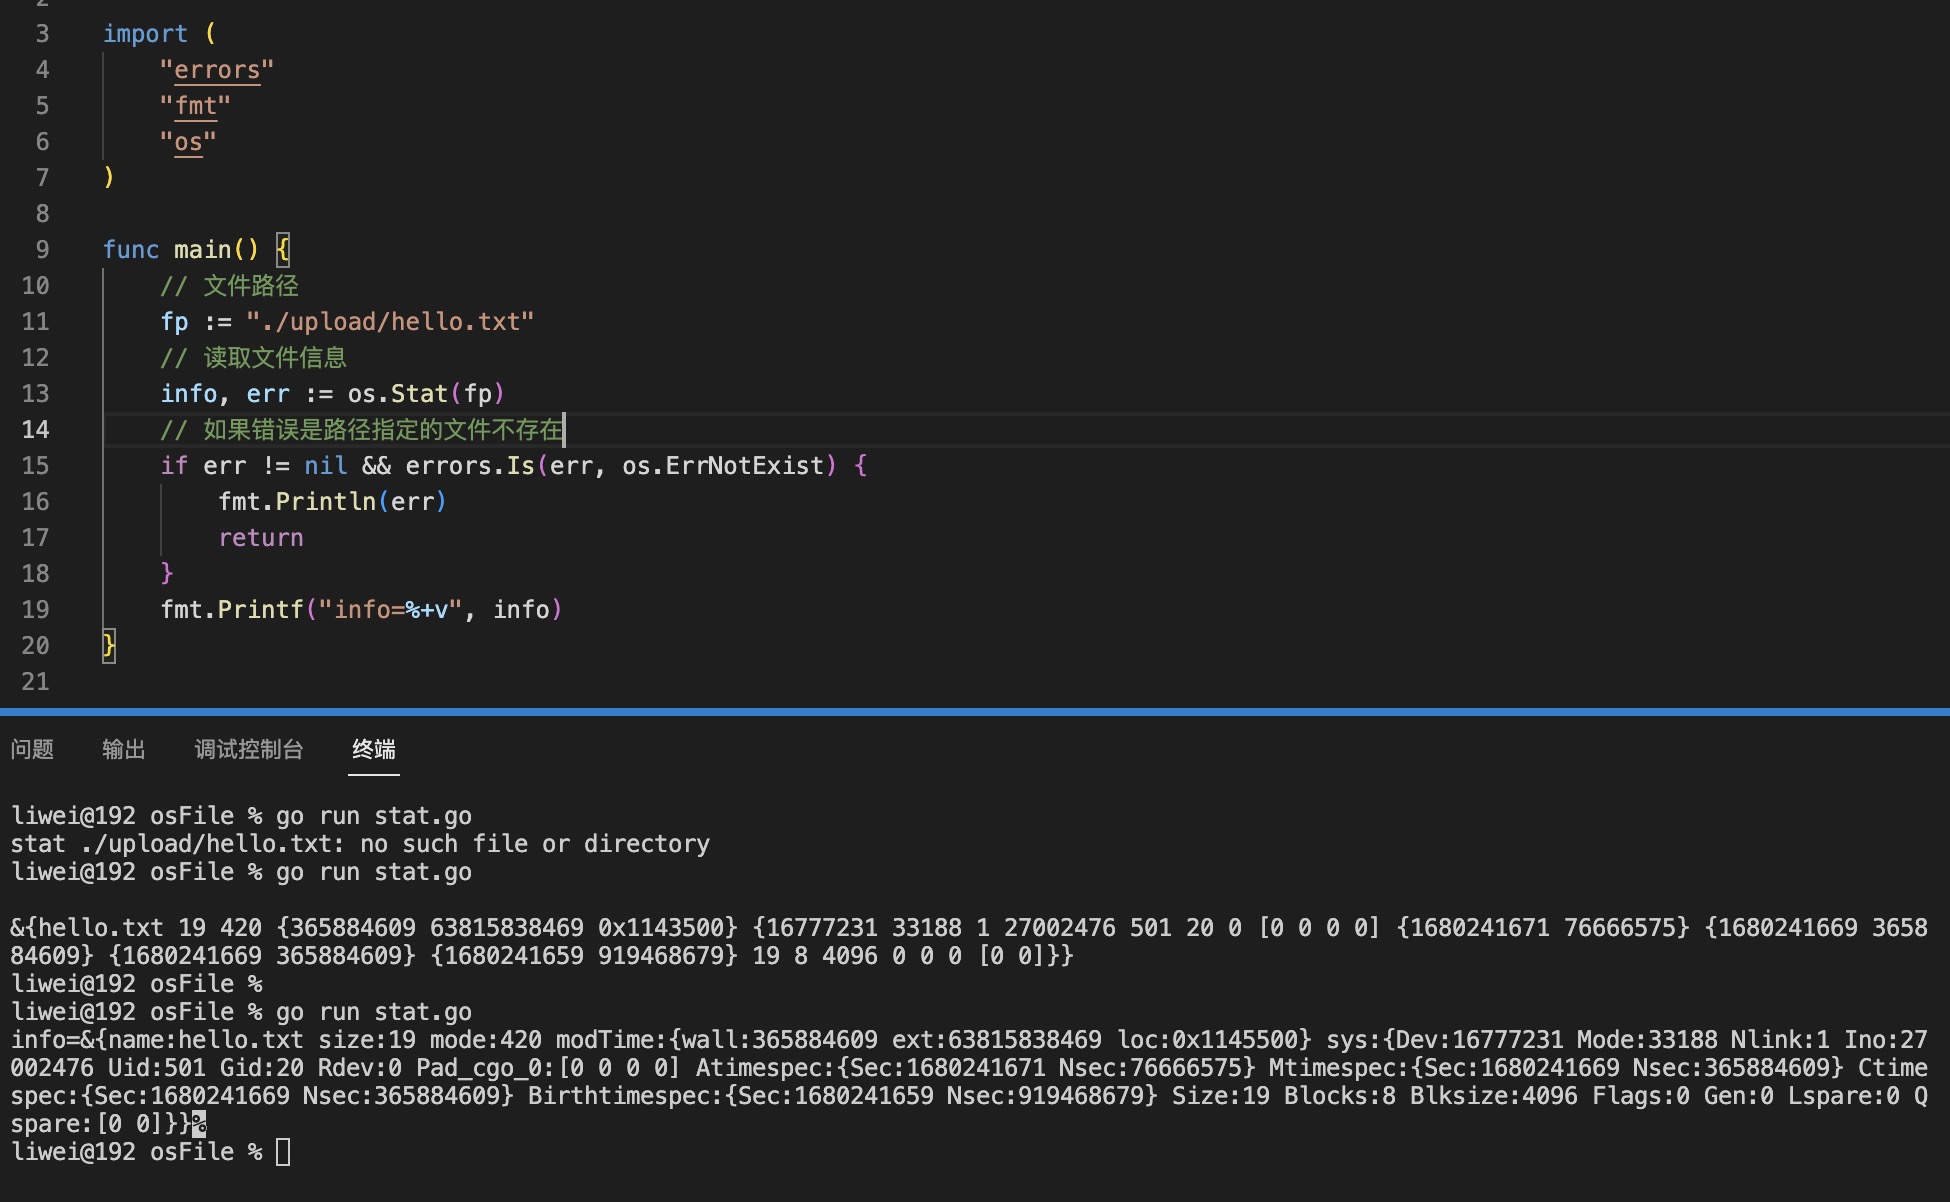 2
3 import (
4 "errors"
5 "fmt"
6 "os"
7 )
8
9 func main() {
10 // 文件路径
11 fp := "./upload/hello.txt"
12 // 读取文件信息
13 info, err := os.Stat(fp)
14 // 如果错误是路径指定的文件不存在
15 if err != nil && errors.Is(err, os.ErrNotExist) {
16 fmt.Println(err)
17 return
18 }
19 fmt.Printf("info=%+v", info)
20 }
21
问题 输出 调试控制台 终端
liwei@192 osFile % go run stat.go
stat ./upload/hello.txt: no such file or directory
liwei@192 osFile % go run stat.go
&{hello.txt 19 420 {365884609 63815838469 0x1143500} {16777231 33188 1 27002476 501 20 0 [0 0 0 0] {1680241671 76666575} {1680241669 3658
84609} {1680241669 365884609} {1680241659 919468679} 19 8 4096 0 0 0 [0 0]}}
liwei@192 osFile %
liwei@192 osFile % go run stat.go
info=&{name:hello.txt size:19 mode:420 modTime:{wall:365884609 ext:63815838469 loc:0x1145500} sys:{Dev:16777231 Mode:33188 Nlink:1 Ino:27
002476 Uid:501 Gid:20 Rdev:0 Pad_cgo_0:[0 0 0 0] Atimespec:{Sec:1680241671 Nsec:76666575} Mtimespec:{Sec:1680241669 Nsec:365884609} Ctime
spec:{Sec:1680241669 Nsec:365884609} Birthtimespec:{Sec:1680241659 Nsec:919468679} Size:19 Blocks:8 Blksize:4096 Flags:0 Gen:0 Lspare:0 Q
spare:[0 0]}}%
liwei@192 osFile %